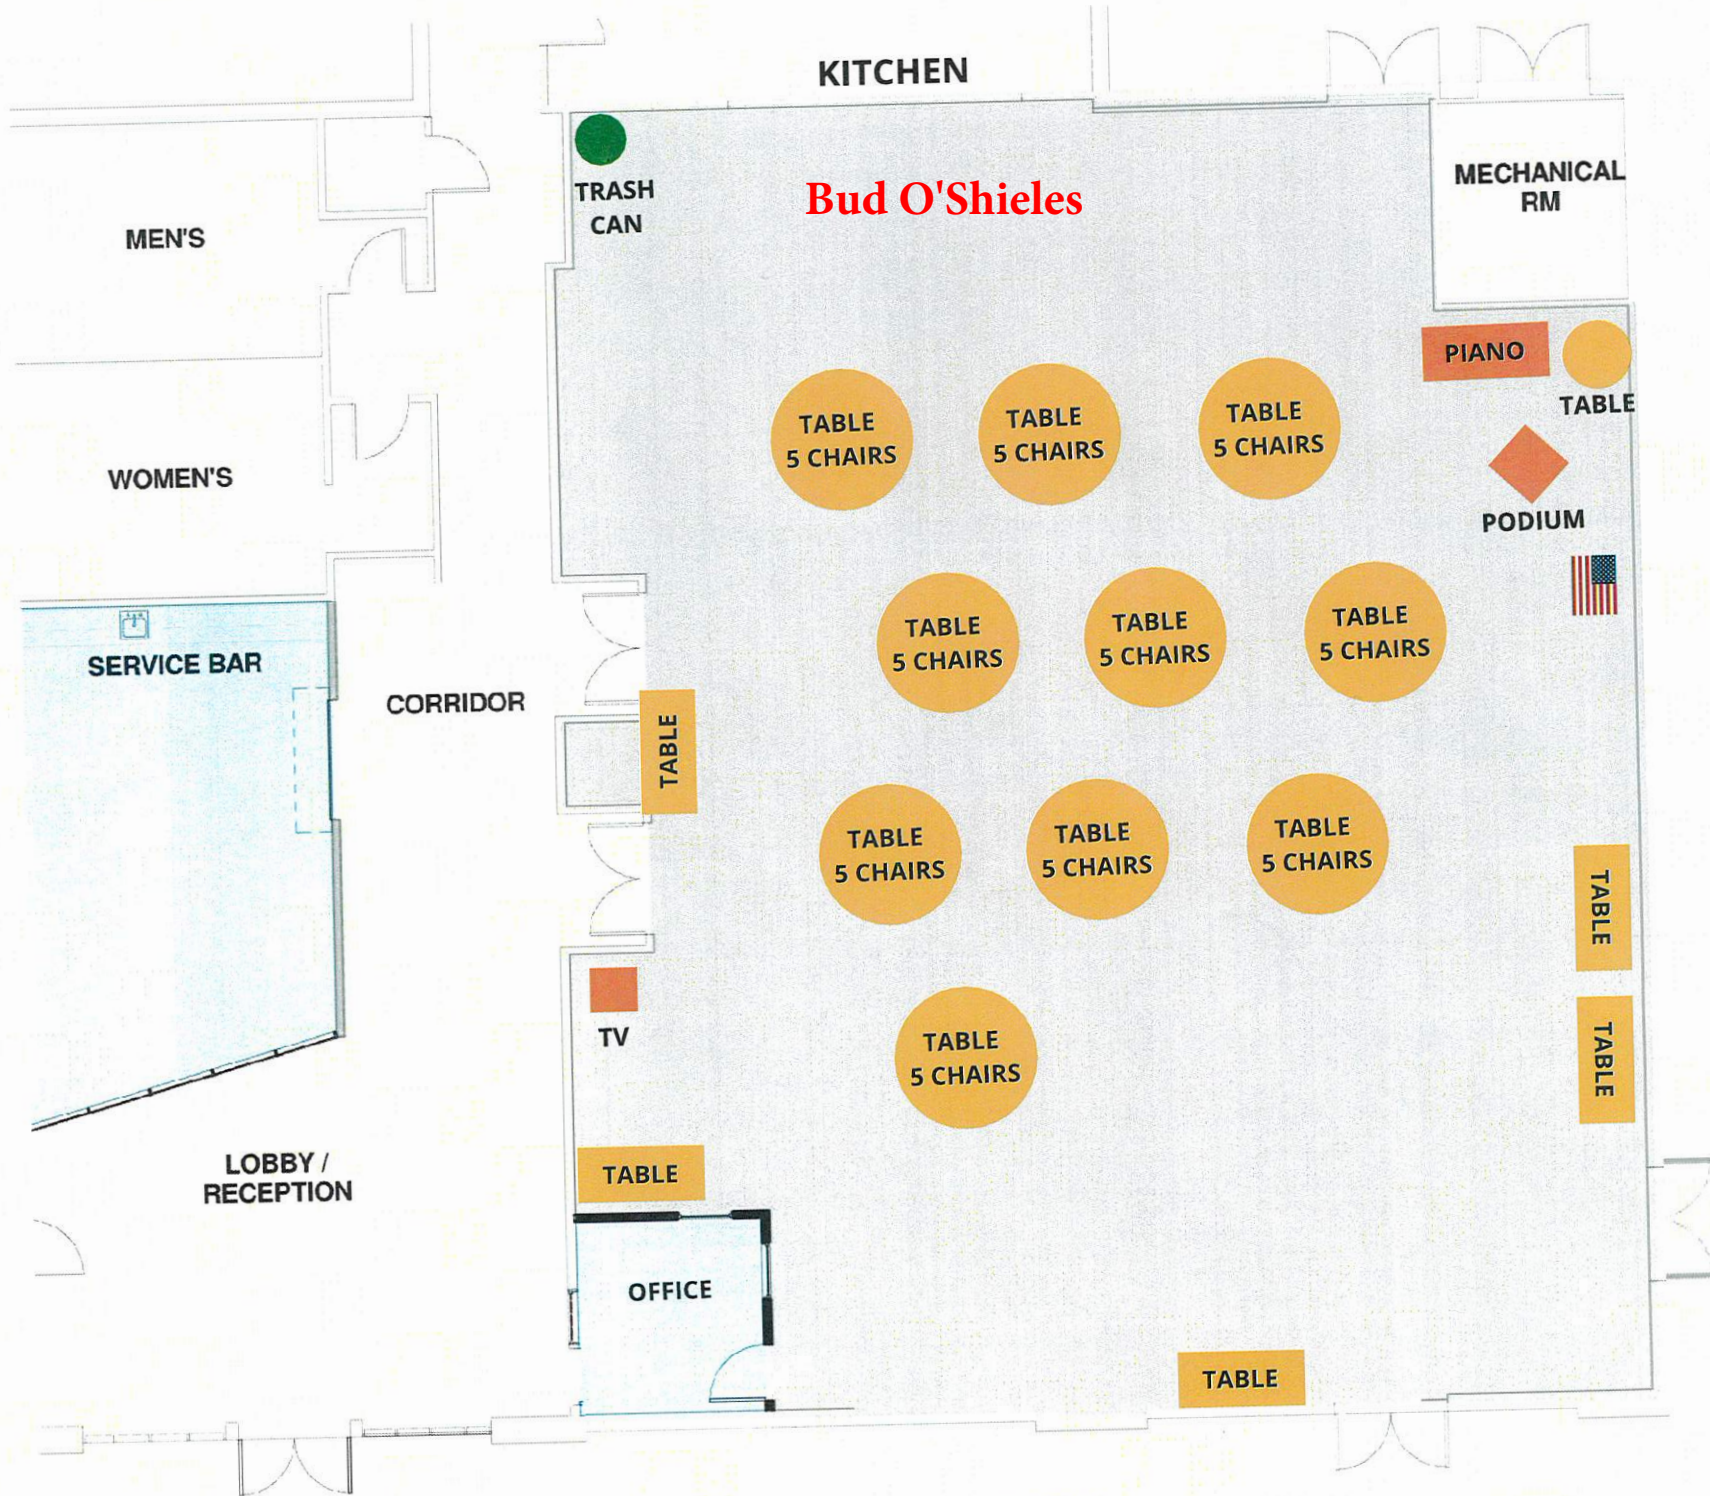 KITCHEN
TRASH
CAN
Bud O'Shieles
MECHANICAL
RM
MEN'S
PIANO
TABLE
TABLE
5 CHAIRS
TABLE
5 CHAIRS
TABLE
5 CHAIRS
WOMEN'S
PODIUM
TABLE
5 CHAIRS
TABLE
5 CHAIRS
TABLE
5 CHAIRS
SERVICE BAR
CORRIDOR
TABLE
TABLE
5 CHAIRS
TABLE
5 CHAIRS
TABLE
5 CHAIRS
TABLE
TV
TABLE
5 CHAIRS
TABLE
LOBBY /
RECEPTION
TABLE
OFFICE
TABLE